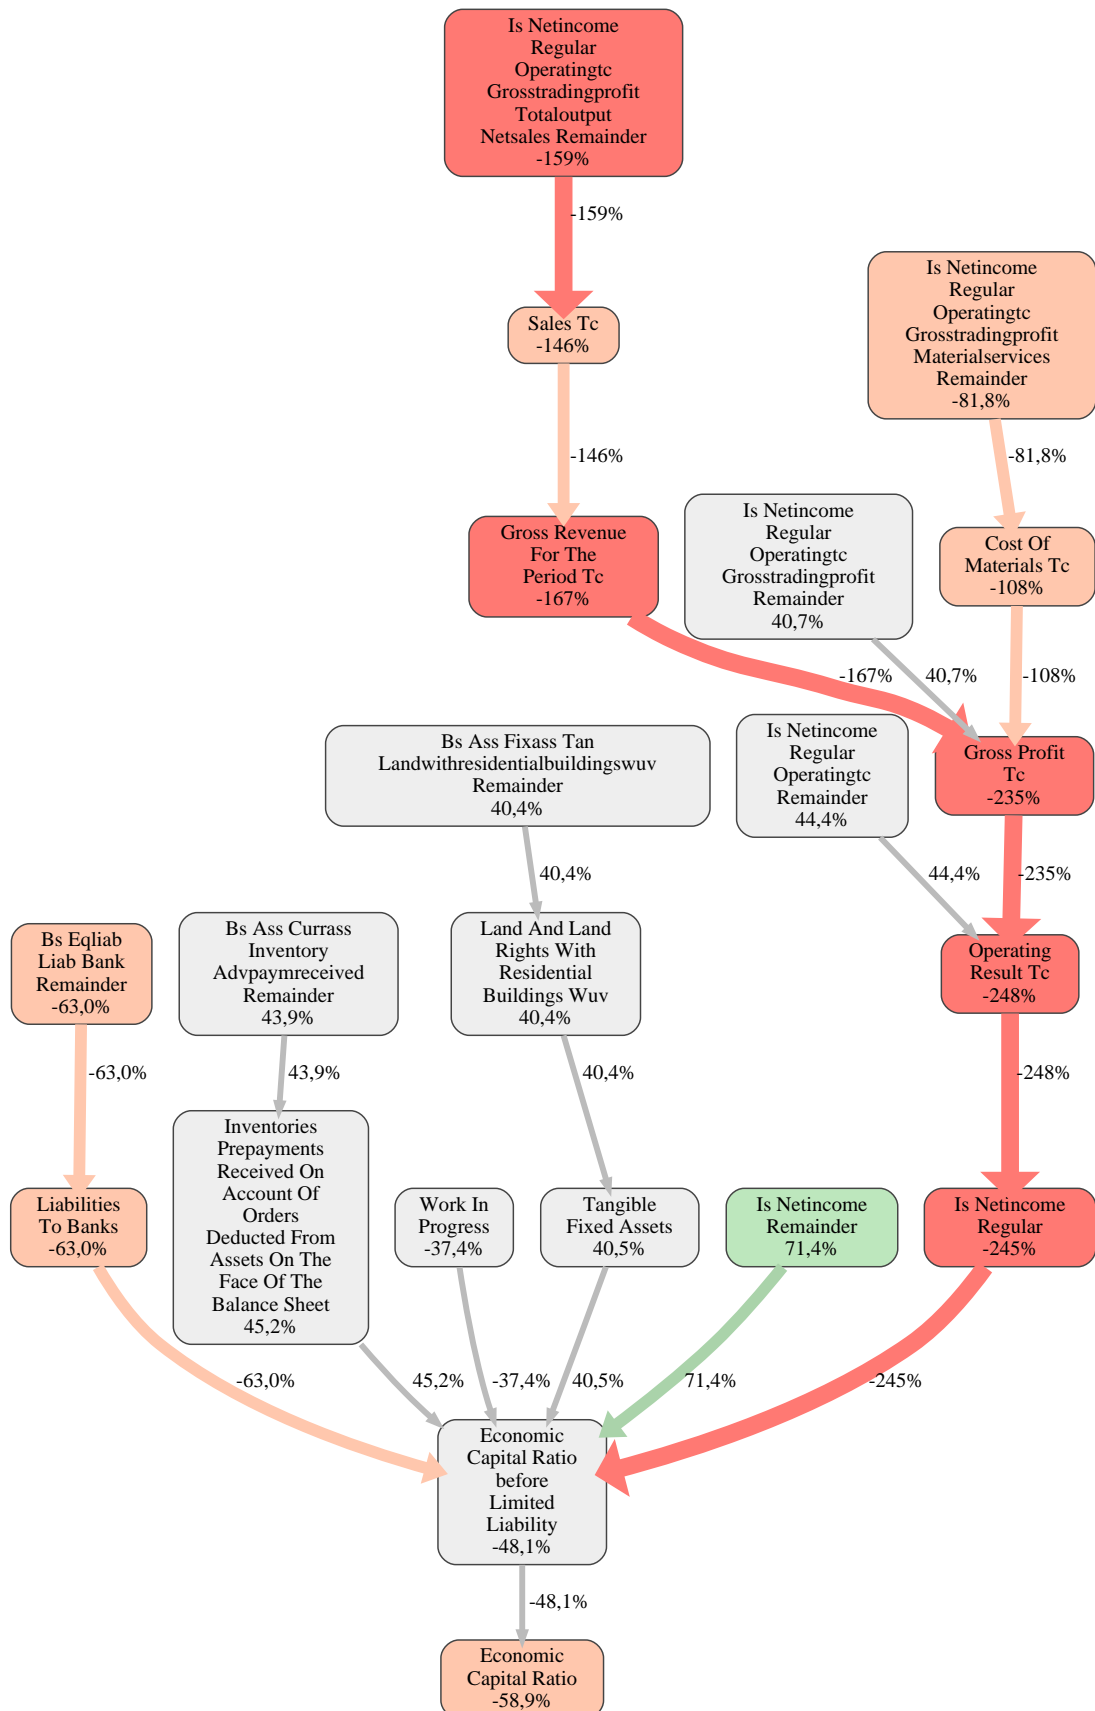 Is Netincome
Regular
Operatingtc
Grosstradingprofit
Totaloutput
Netsales Remainder
-159%
-159%
Sales Tc
-146%
Is Netincome
Regular
Operatingtc
Grosstradingprofit
Materialservices
Remainder
-81,8%
-146%
-81,8%
Gross Revenue
For The
Period Tc
-167%
Is Netincome
Regular
Operatingtc
Grosstradingprofit
Remainder
40,7%
Cost Of
Materials Tc
-108%
-167%
40,7%
-108%
Bs Ass Fixass Tan
Landwithresidentialbuildingswuv
Remainder
40,4%
Is Netincome
Regular
Operatingtc
Remainder
44,4%
Gross Profit
Tc
-235%
40,4%
44,4%
-235%
Bs Eqliab
Liab Bank
Remainder
-63,0%
Bs Ass Currass
Inventory
Advpaymreceived
Remainder
43,9%
Land And Land
Rights With
Residential
Buildings Wuv
40,4%
Operating
Result Tc
-248%
-63,0%
43,9%
40,4%
-248%
Liabilities
To Banks
-63,0%
Inventories
Prepayments
Received On
Account Of
Orders
Deducted From
Assets On The
Face Of The
Balance Sheet
45,2%
Work In
Progress
-37,4%
Tangible
Fixed Assets
40,5%
Is Netincome
Remainder
71,4%
Is Netincome
Regular
-245%
-63,0%
45,2%
-37,4%
40,5%
71,4%
-245%
Economic
Capital Ratio
before
Limited
Liability
-48,1%
-48,1%
Economic
Capital Ratio
-58,9%